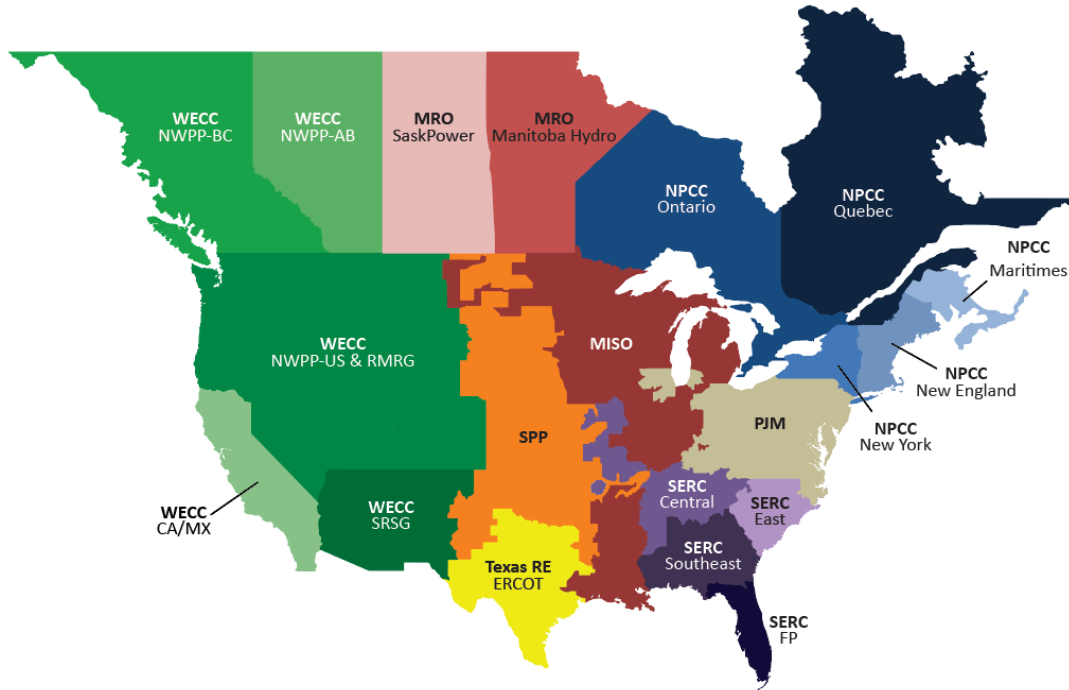 WECC
NWPP-BC
WECC
NWPP-AB
MRO
SaskPower
MRO
Manitoba Hydro
NPCC
Ontario
NPCC
Quebec
NPCC
Maritimes
WECC
NWPP-US & RMRG
MISO
NPCC
New England
NPCC
New York
SPP
PJM
WECC
CA/MX
WECC
SRSG
SERC
Central
SERC
East
SERC
Southeast
Texas RE
ERCOT
SERC
FP